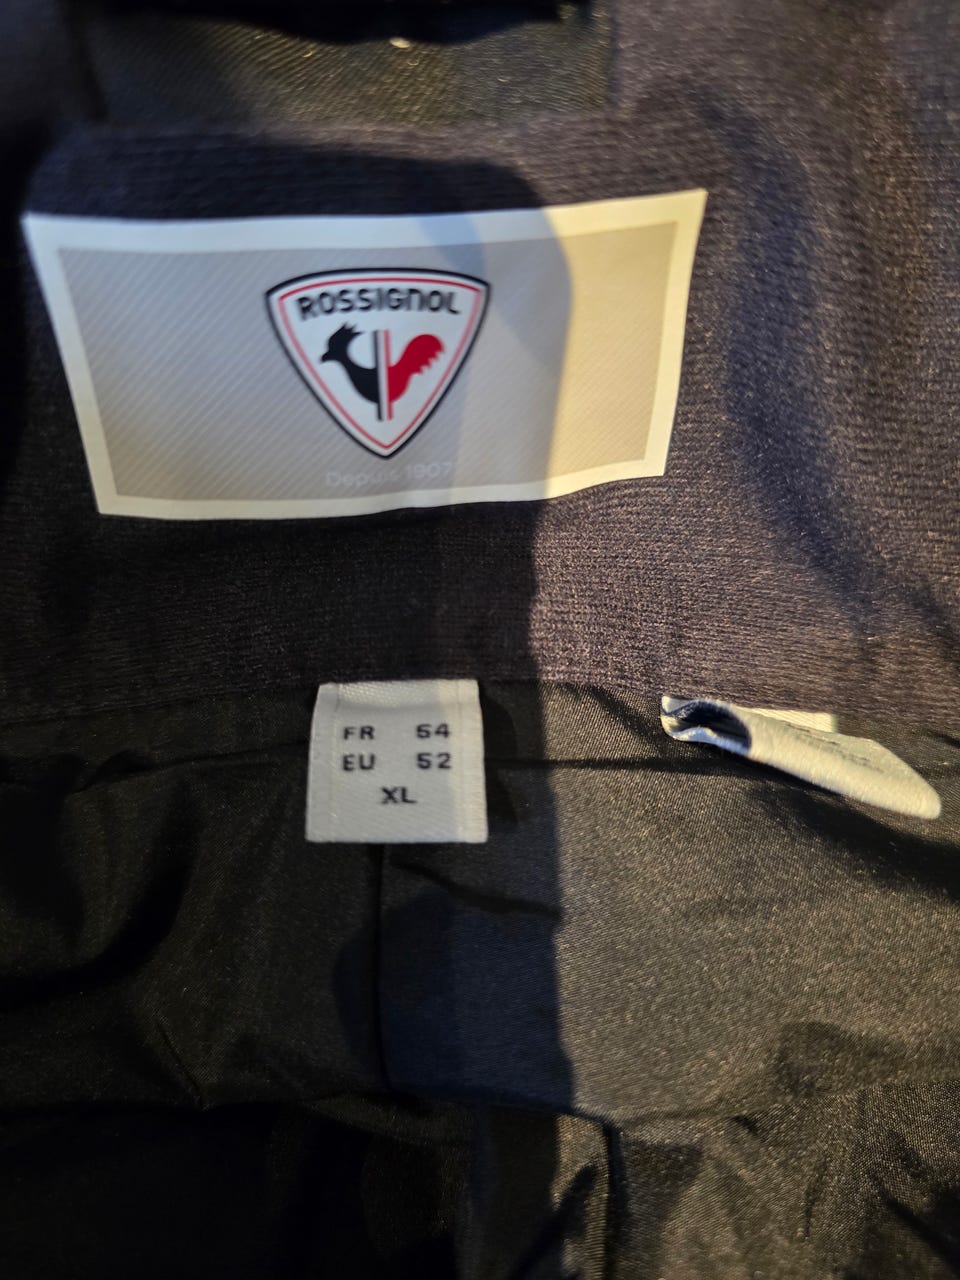 ROSSIGNOL
Depuis 1907
FR 54
EU 52
XL